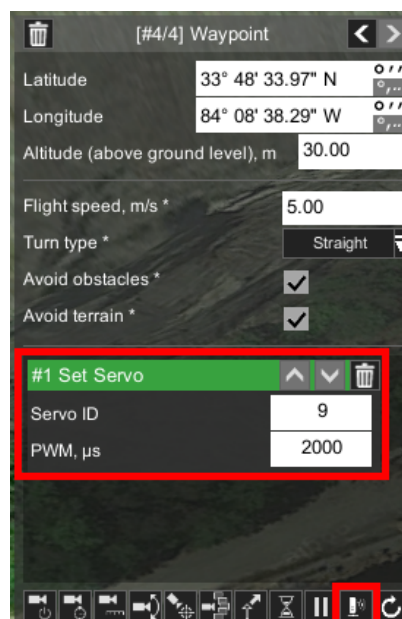 [#4/4] Waypoint
Latitude 33° 48' 33.97" N
Longitude 84° 08' 38.29" W
Altitude (above ground level), m 30.00
Flight speed, m/s * 5.00
Turn type * Straight
Avoid obstacles *
Avoid terrain *
#1 Set Servo
Servo ID 9
PWM, µs 2000